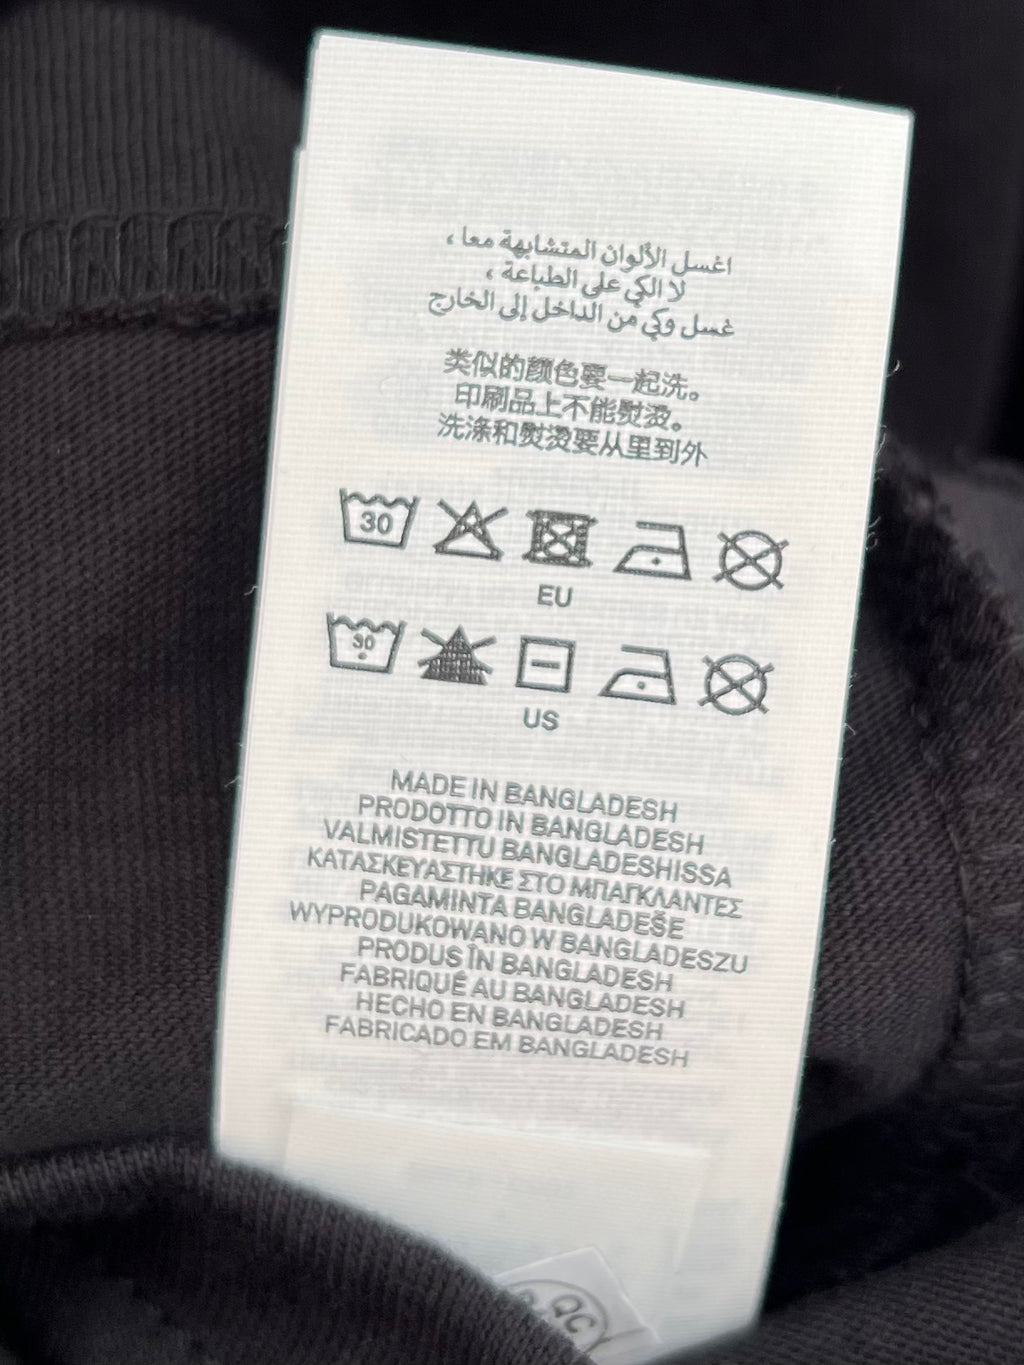 اغسل الألوان المتشابهة معا ،
لا الكي على الطباعة ،
غسل وكي من الداخل إلى الخارج
类似的颜色要一起洗。
印刷品上不能熨烫。
洗涤和熨烫要从里到外
30
EU
30
US
MADE IN BANGLADESH
PRODOTTO IN BANGLADESH
VALMISTETTU BANGLADESHISSA
ΚΑΤΑΣΚΕΥΑΣΤΗΚΕ ΣΤΟ ΜΠΑΓΚΛΑΝΤΕΣ
PAGAMINTA BANGLADEŠE
WYPRODUKOWANO W BANGLADESZU
PRODUS ÎN BANGLADESH
FABRIQUÉ AU BANGLADESH
HECHO EN BANGLADESH
FABRICADO EM BANGLADESH
QC